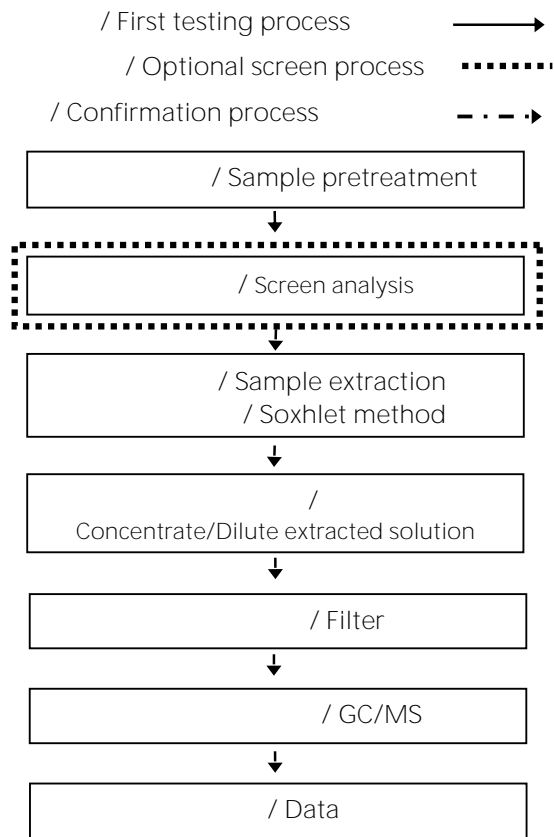 / First testing process
/ Optional screen process
/ Confirmation process
/ Sample pretreatment
/ Screen analysis
/ Sample extraction
/ Soxhlet method
/
Concentrate/Dilute extracted solution
/ Filter
/ GC/MS
/ Data